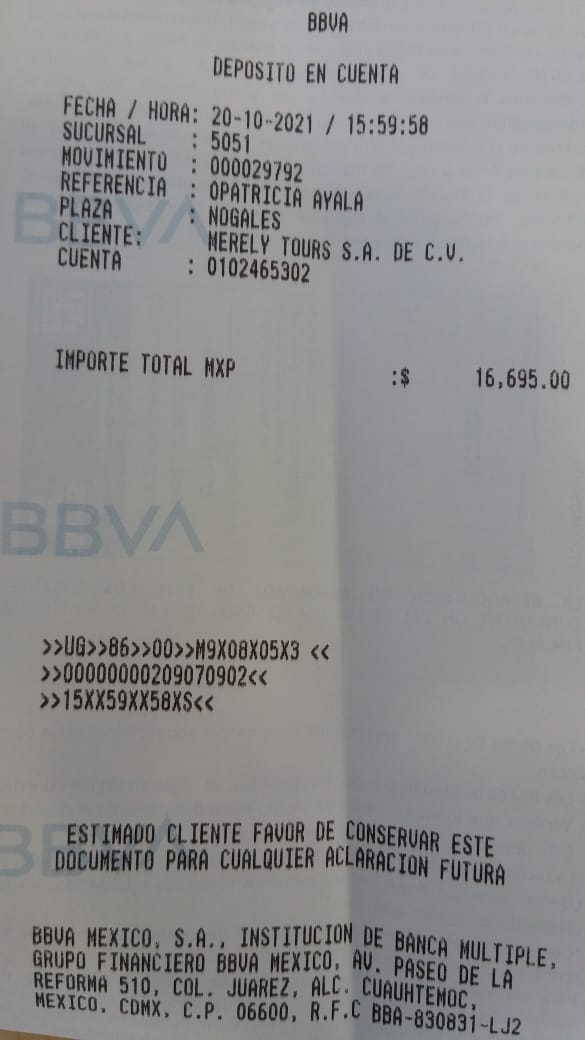 BBVA
DEPOSITO EN CUENTA
FECHA / HORA: 20-10-2021 / 15:59:58
SUCURSAL : 5051
MOVIMIENTO : 000029792
REFERENCIA : OPATRICIA AYALA
PLAZA : NOGALES
CLIENTE: MERELY TOURS S.A. DE C.V.
CUENTA : 0102465302
IMPORTE TOTAL MXP :$ 16,695.00
BBVA
BBVA
>>UG>>86>>00>>M9X08X05X3 <<
>>00000000209070902<<
>>15XX59XX58XS<<
BBVA
ESTIMADO CLIENTE FAVOR DE CONSERVAR ESTE
DOCUMENTO PARA CUALQUIER ACLARACION FUTURA
BBVA MEXICO, S.A., INSTITUCION DE BANCA MULTIPLE,
GRUPO FINANCIERO BBVA MEXICO, AV. PASEO DE LA
REFORMA 510, COL. JUAREZ, ALC. CUAUHTEMOC,
MEXICO, CDMX, C.P. 06600, R.F.C BBA-830831-LJ2